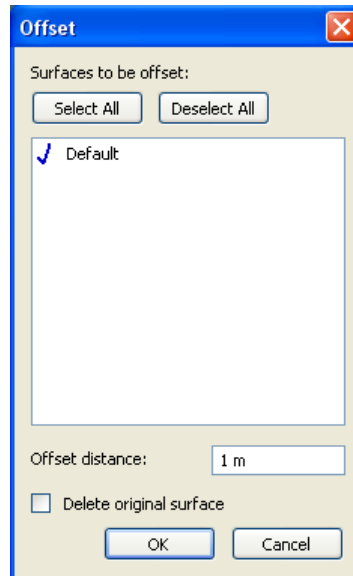 Offset
Surfaces to be offset:
Select All Deselect All
Default
Offset distance: 1 m
Delete original surface
OK Cancel